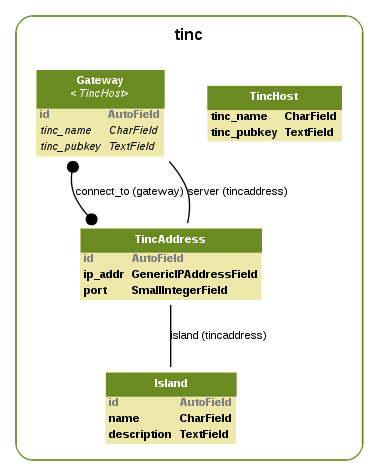 tinc
Gateway
< TincHost>
id AutoField
tinc_name CharField
tinc_pubkey TextField
TincHost
tinc_name CharField
tinc_pubkey TextField
connect_to (gateway)
server (tincaddress)
TincAddress
id AutoField
ip_addr GenericIPAddressField
port SmallIntegerField
island (tincaddress)
Island
id AutoField
name CharField
description TextField